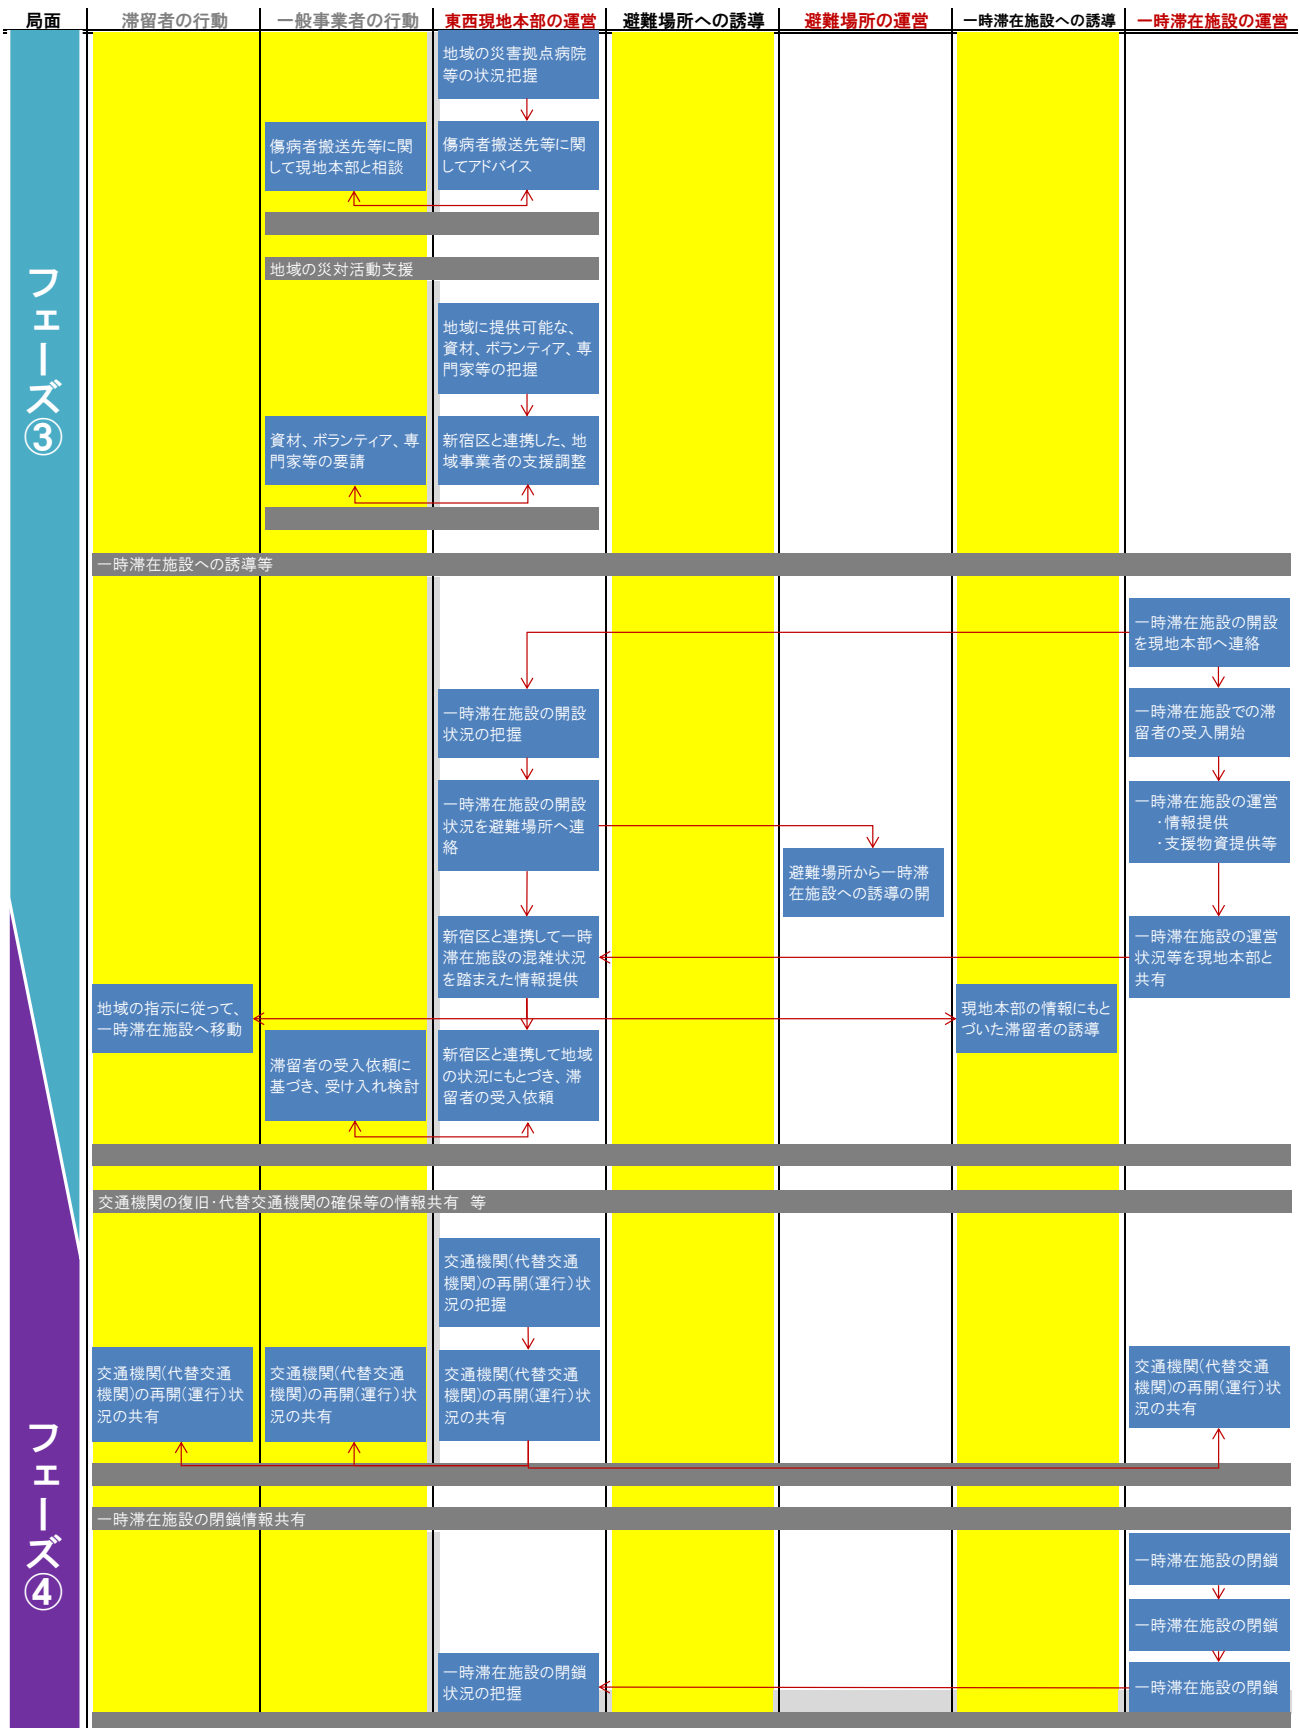 局面
滞留者の行動
一般事業者の行動
東西現地本部の運営
避難場所への誘導
避難場所の運営
一時滞在施設への誘導
一時滞在施設の運営
フェーズ③
地域の災害拠点病院
等の状況把握
傷病者搬送先等に関
して現地本部と相談
傷病者搬送先等に関
してアドバイス
地域の災対活動支援
地域に提供可能な、
資材、ボランティア、専
門家等の把握
資材、ボランティア、専
門家等の要請
新宿区と連携した、地
域事業者の支援調整
一時滞在施設への誘導等
一時滞在施設の開設
を現地本部へ連絡
一時滞在施設の開設
状況の把握
一時滞在施設での滞
留者の受入開始
一時滞在施設の開設
状況を避難場所へ連
絡
一時滞在施設の運営
・情報提供
・支援物資提供等
避難場所から一時滞
在施設への誘導の開
新宿区と連携して一時
滞在施設の混雑状況
を踏まえた情報提供
一時滞在施設の運営
状況等を現地本部と
共有
地域の指示に従って、
一時滞在施設へ移動
現地本部の情報にもと
づいた滞留者の誘導
滞留者の受入依頼に
基づき、受け入れ検討
新宿区と連携して地域
の状況にもとづき、滞
留者の受入依頼
交通機関の復旧・代替交通機関の確保等の情報共有　等
フェーズ④
交通機関(代替交通
機関)の再開(運行)状
況の把握
交通機関(代替交通
機関)の再開(運行)状
況の共有
交通機関(代替交通
機関)の再開(運行)状
況の共有
交通機関(代替交通
機関)の再開(運行)状
況の共有
交通機関(代替交通
機関)の再開(運行)状
況の共有
一時滞在施設の閉鎖情報共有
一時滞在施設の閉鎖
一時滞在施設の閉鎖
一時滞在施設の閉鎖
状況の把握
一時滞在施設の閉鎖